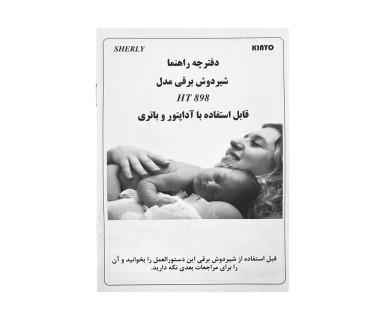 SHERLY KINYO
دفترچه راهنما
شیردوش برقی مدل
HT 898
قابل استفاده با آداپتور و باتری
قبل استفاده از شیردوش برقی این دستورالعمل را بخوانید و آن
را برای مراجعات بعدی نگه دارید.